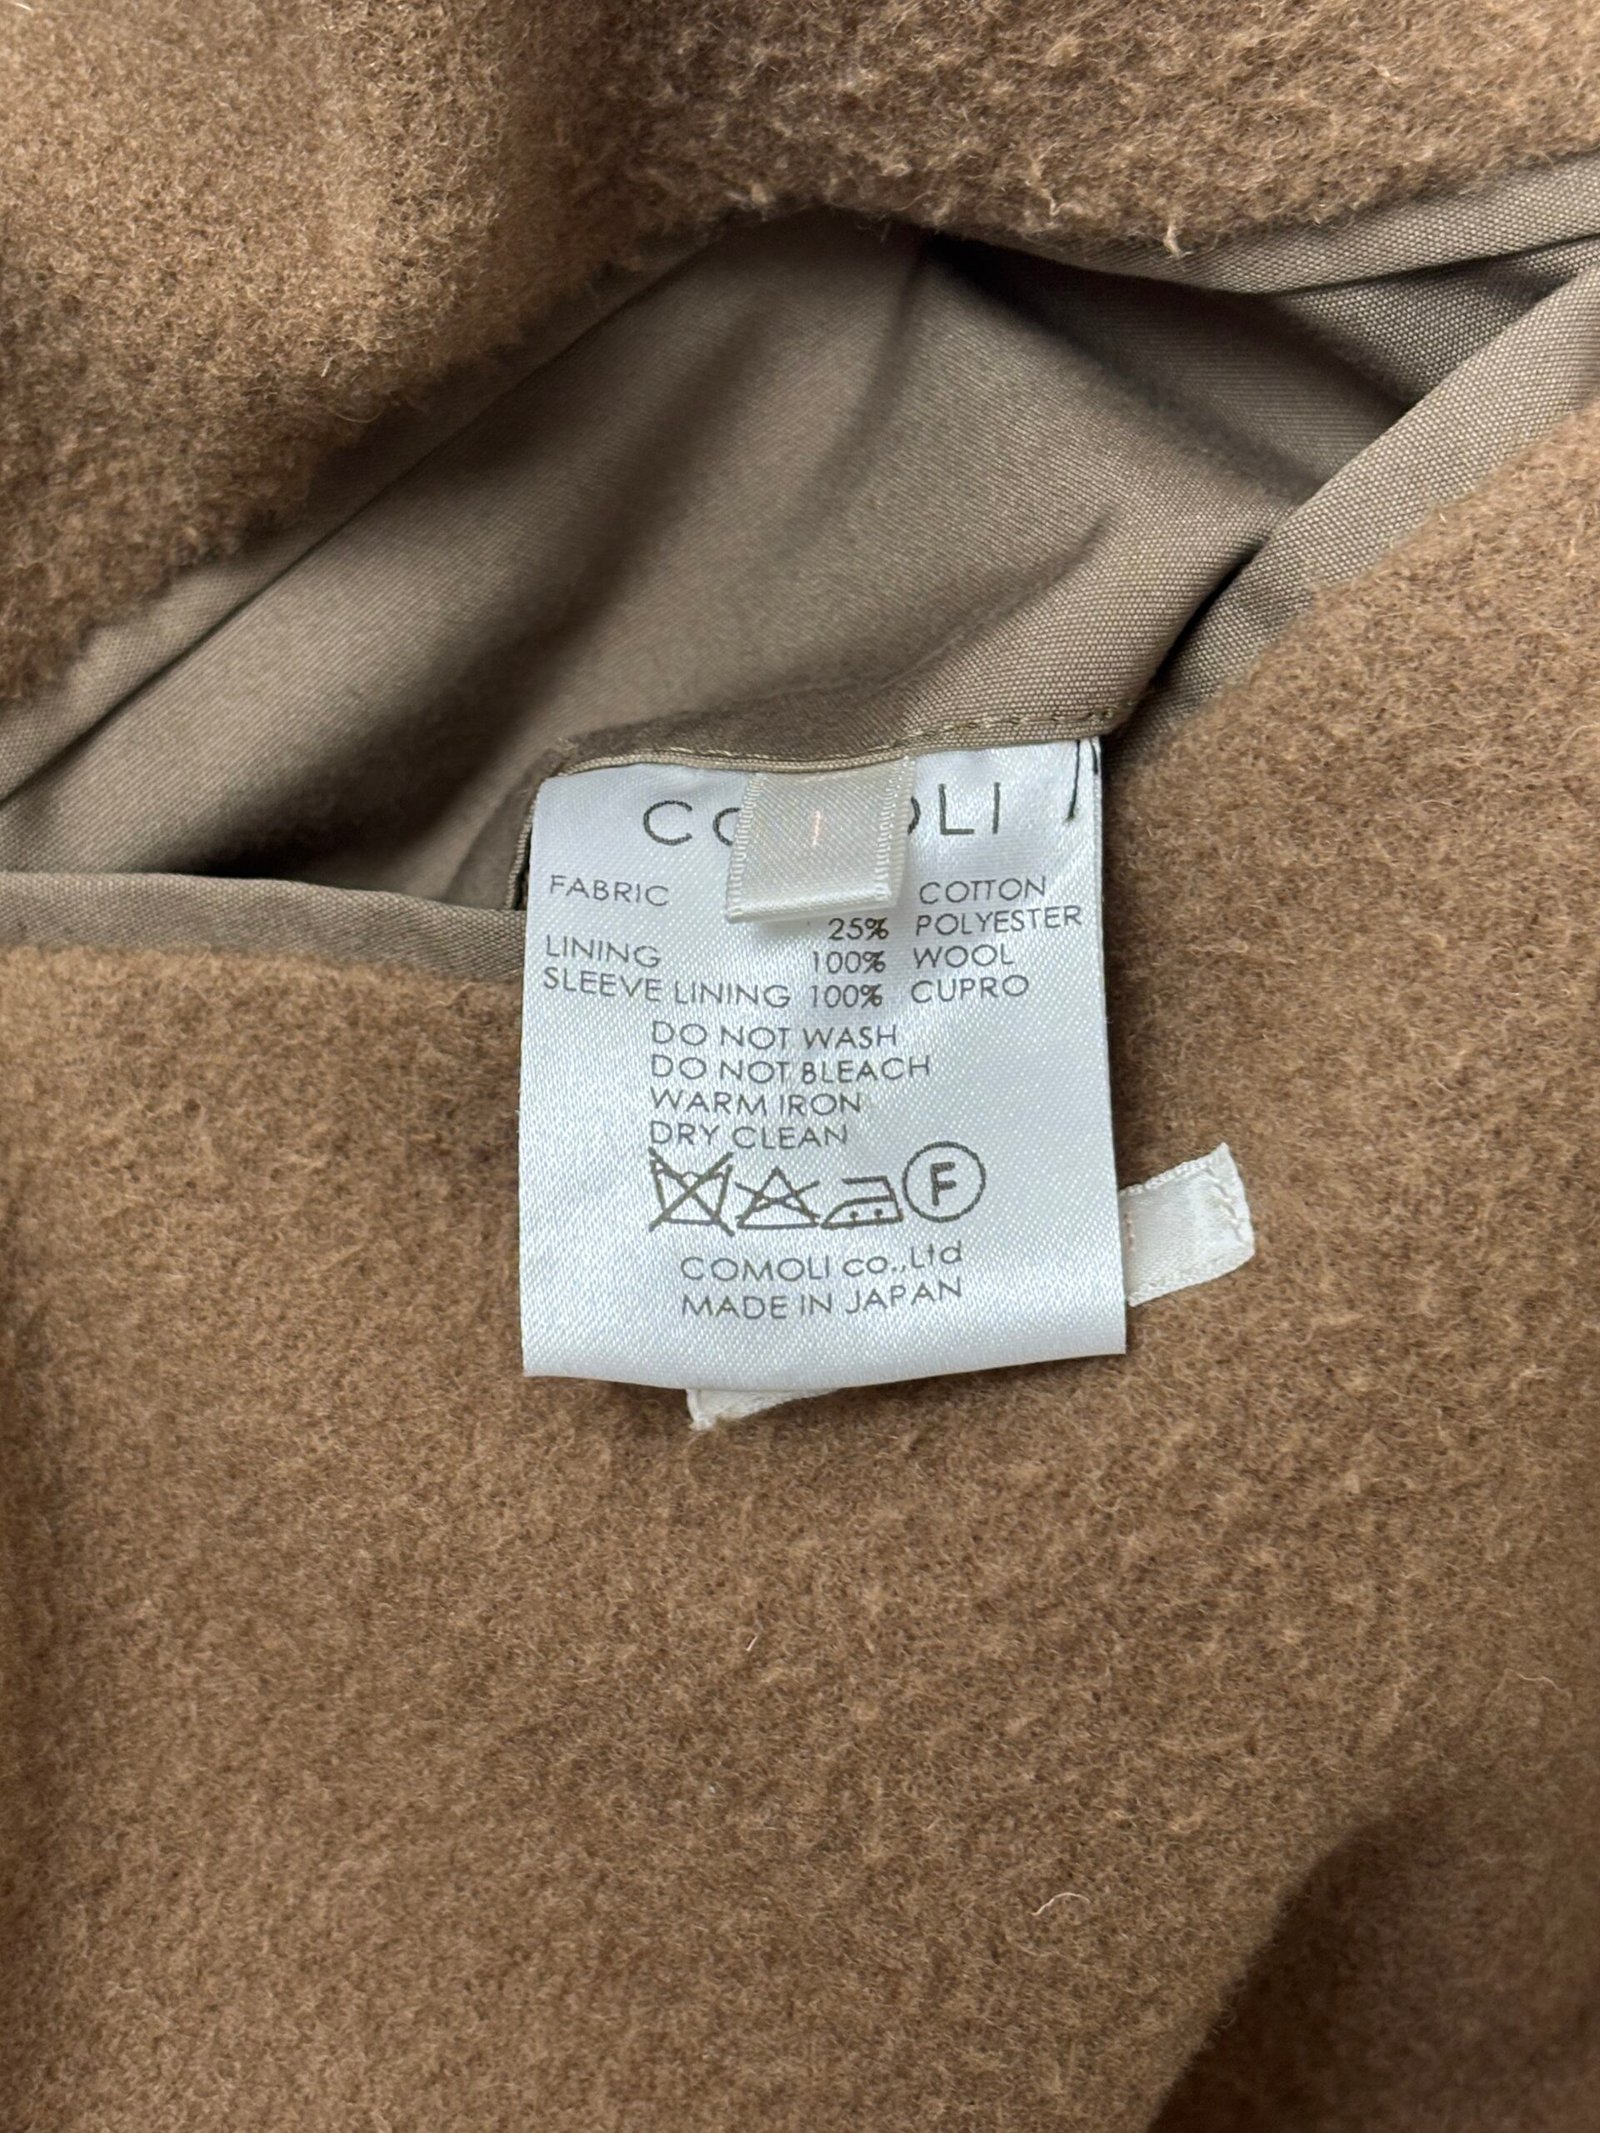 FABRIC COTTON
25% POLYESTER
LINING 100% WOOL
SLEEVE LINING 100% CUPRO
DO NOT WASH
DO NOT BLEACH
WARM IRON
DRY CLEAN
F
COMOLI co.,Ltd
MADE IN JAPAN